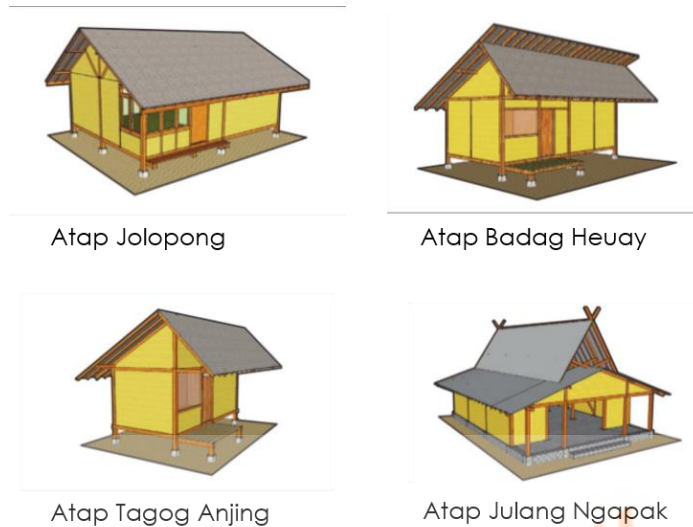 Atap Jolopong
Atap Badag Heuay
Atap Tagog Anjing
Atap Julang Ngapak